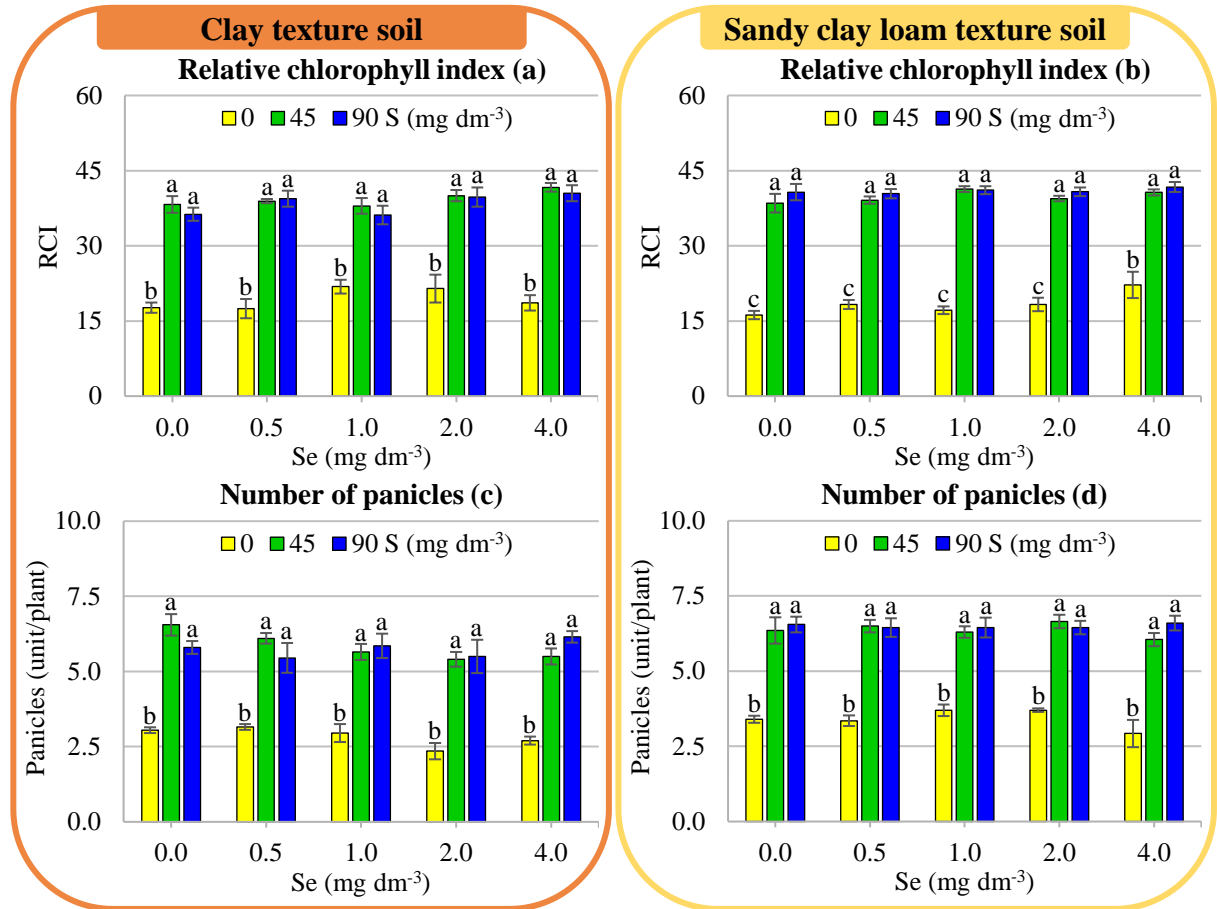 Clay texture soil
Relative chlorophyll index (a)
60
45
30
15
0
RCI
0 45 90 S (mg dm-3)
b a a
b a a
b a a
b a a
b a a
0.0 0.5 1.0 2.0 4.0
Se (mg dm-3)
Number of panicles (c)
10.0
7.5
5.0
2.5
0.0
Panicles (unit/plant)
0 45 90 S (mg dm-3)
b a a
b a a
b a a
b a a
b a a
0.0 0.5 1.0 2.0 4.0
Se (mg dm-3)
Sandy clay loam texture soil
Relative chlorophyll index (b)
60
45
30
15
0
RCI
0 45 90 S (mg dm-3)
c a a
c a a
c a a
c a a
b a a
0.0 0.5 1.0 2.0 4.0
Se (mg dm-3)
Number of panicles (d)
10.0
7.5
5.0
2.5
0.0
Panicles (unit/plant)
0 45 90 S (mg dm-3)
b a a
b a a
b a a
b a a
b a a
0.0 0.5 1.0 2.0 4.0
Se (mg dm-3)